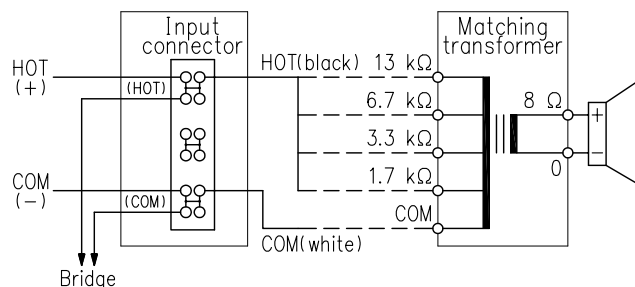 Input
connector
Matching
transformer
HOT
(+)
(HOT)
HOT(black)
13 kΩ
6.7 kΩ
8 Ω
+
3.3 kΩ
−
0
COM
(−)
(COM)
1.7 kΩ
COM
COM(white)
Bridge